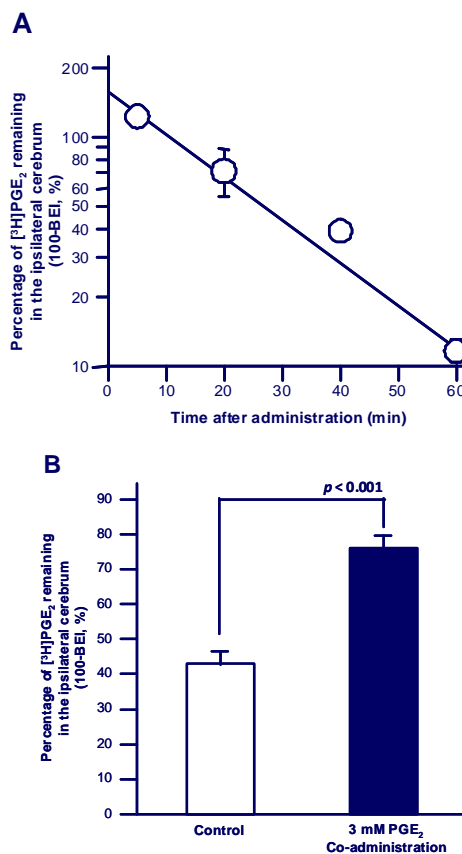 A
Percentage of [³H]PGE₂ remaining
in the ipsilateral cerebrum
(100-BEI, %)
200
100
80
60
50
40
30
20
10
0 10 20 30 40 50 60
Time after administration (min)
B
Percentage of [³H]PGE₂ remaining
in the ipsilateral cerebrum
(100-BEI, %)
p < 0.001
90
80
70
60
50
40
30
20
10
0
Control
3 mM PGE₂
Co-administration